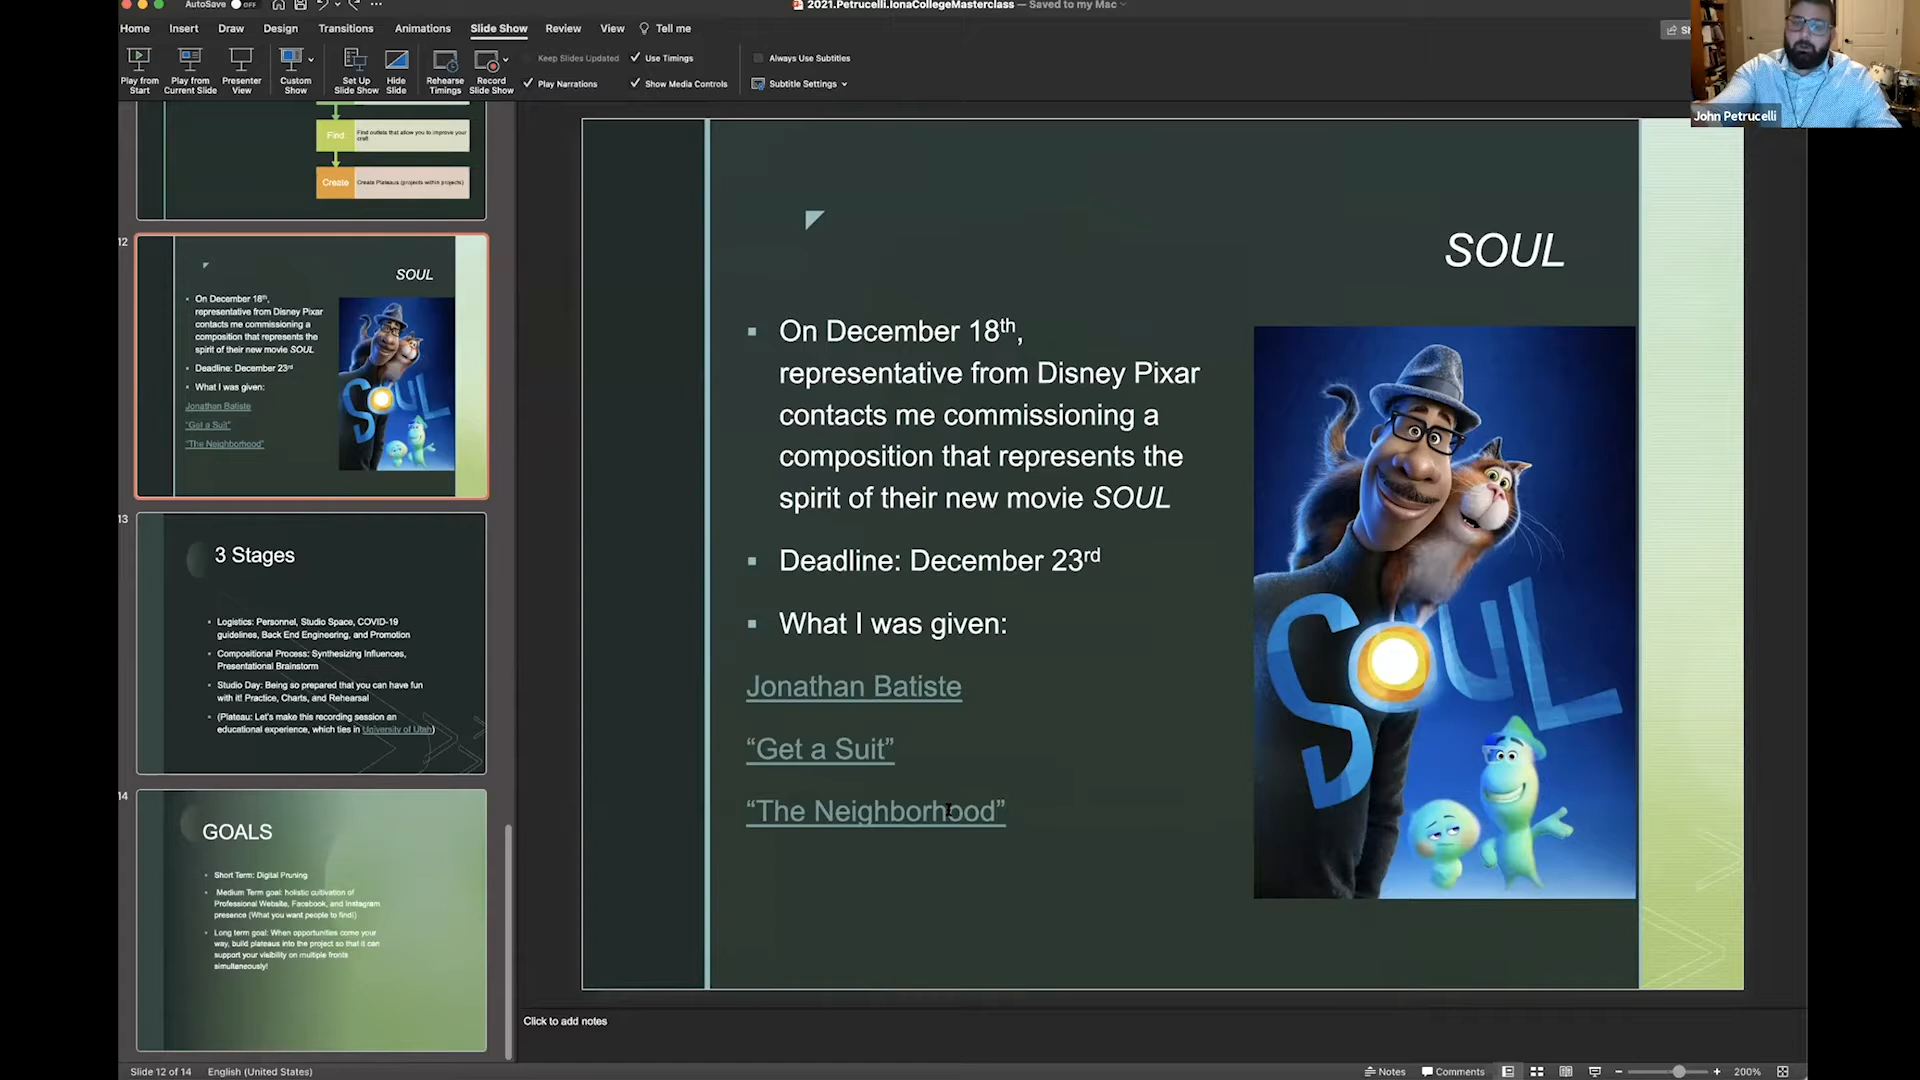 AutoSave OFF
2021.Petrucelli.IonaCollegeMasterclass — Saved to my Mac
Home Insert Draw Design Transitions Animations Slide Show Review View Tell me
Sh
Play from Start
Play from Current Slide
Presenter View
Custom Show
Set Up Slide Show
Hide Slide
Rehearse Timings
Record Slide Show
Keep Slides Updated
Use Timings
Play Narrations
Show Media Controls
Always Use Subtitles
Subtitle Settings
John Petrucelli
Find
Find outlets that allow you to improve your
craft
Create
Create Plateaus (projects within projects)
12
SOUL
On December 18th,
representative from Disney Pixar
contacts me commissioning a
composition that represents the
spirit of their new movie SOUL
Deadline: December 23rd
What I was given:
Jonathan Batiste
"Get a Suit"
"The Neighborhood"
SOUL
13
3 Stages
Logistics: Personnel, Studio Space, COVID-19
guidelines, Back End Engineering, and Promotion
Compositional Process: Synthesizing Influences,
Presentational Brainstorm
Studio Day: Being so prepared that you can have fun
with it! Practice, Charts, and Rehearsal
(Plateau: Let's make this recording session an
educational experience, which ties in University of Utah)
14
GOALS
Short Term: Digital Pruning
Medium Term goal: holistic cultivation of
Professional Website, Facebook, and Instagram
presence (What you want people to find!)
Long term goal: When opportunities come your
way, build plateaus into the project so that it can
support your visibility on multiple fronts
simultaneously!
SOUL
On December 18th,
representative from Disney Pixar
contacts me commissioning a
composition that represents the
spirit of their new movie SOUL
Deadline: December 23rd
What I was given:
Jonathan Batiste
“Get a Suit”
“The Neighborhood”
SOUL
Click to add notes
Slide 12 of 14 English (United States)
Notes Comments 200%